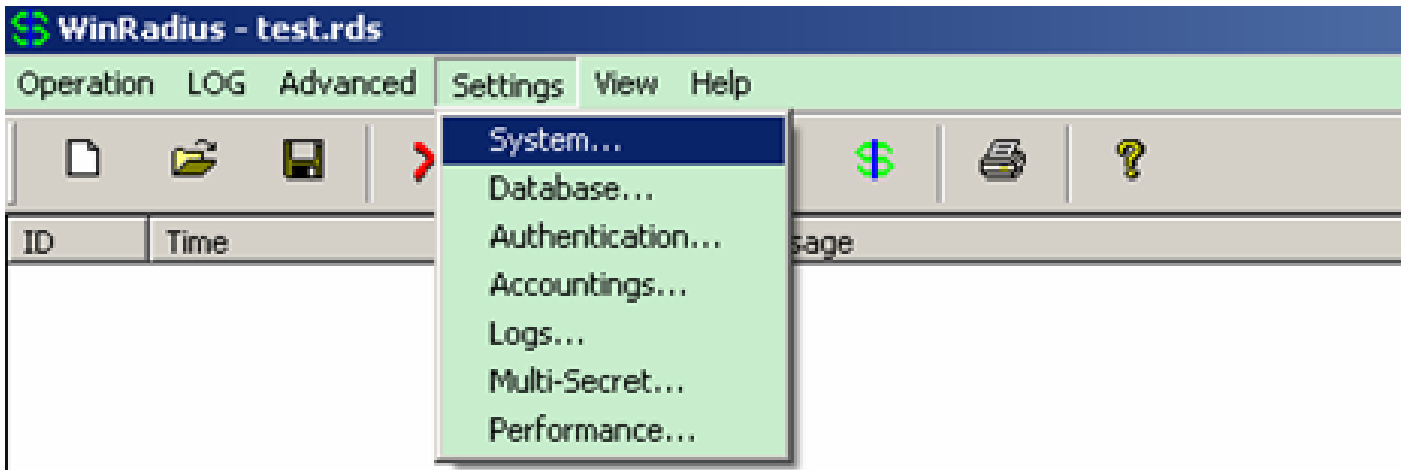 WinRadius - test.rds
Operation LOG Advanced Settings View Help
System...
Database...
Authentication...
Accountings...
Logs...
Multi-Secret...
Performance...
ID Time sage